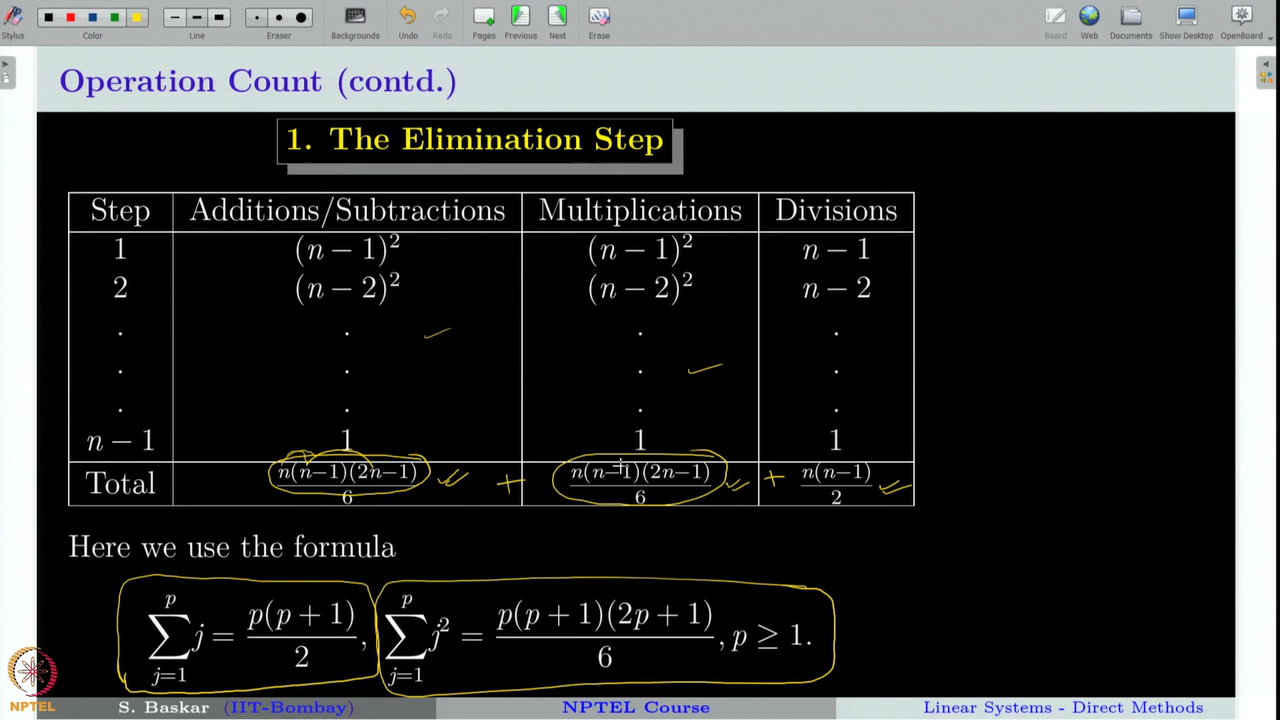 Stylus Color Line Eraser Backgrounds Undo Redo Pages Previous Next Erase Board Web Documents Show Desktop OpenBoard
Operation Count (contd.)
1. The Elimination Step
Step Additions/Subtractions Multiplications Divisions
1 (n − 1)² (n − 1)² n − 1
2 (n − 2)² (n − 2)² n − 2
. . . .
. . . .
. . . .
n − 1 1 1 1
Total n(n−1)(2n−1)/6 + n(n−1)(2n−1)/6 + n(n−1)/2
Here we use the formula
∑_{j=1}^{p} j = p(p + 1)/2, ∑_{j=1}^{p} j² = p(p + 1)(2p + 1)/6, p ≥ 1.
NPTEL
S. Baskar (IIT-Bombay) NPTEL Course Linear Systems - Direct Methods